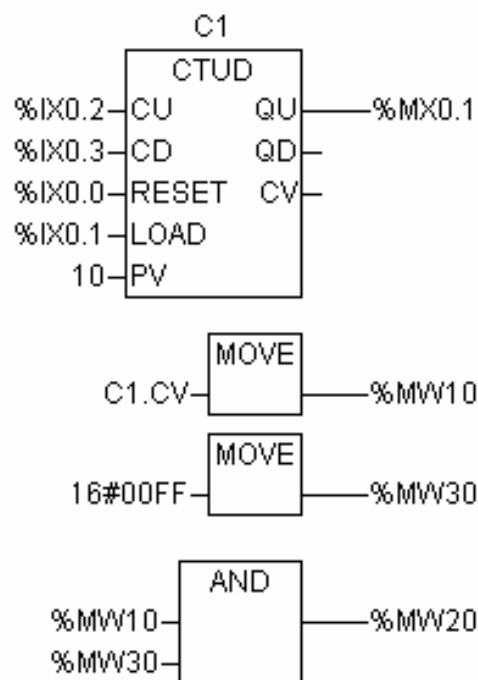 C1
CTUD
%IX0.2 CU QU %MX0.1
%IX0.3 CD QD
%IX0.0 RESET CV
%IX0.1 LOAD
10 PV
MOVE
C1.CV %MW10
MOVE
16#00FF %MW30
AND
%MW10 %MW20
%MW30